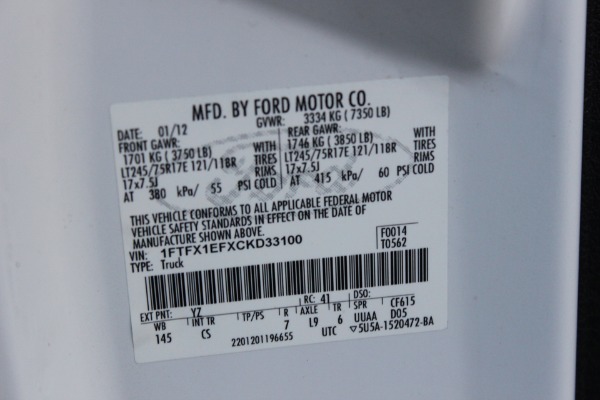 MFD. BY FORD MOTOR CO.
DATE: 01/12 GVWR: 3334 KG ( 7350 LB)
FRONT GAWR: REAR GAWR:
1701 KG ( 3750 LB) 1746 KG ( 3850 LB)
LT245/75R17E 121/118R TIRES LT245/75R17E 121/118R TIRES
17x7.5J RIMS 17x7.5J RIMS
AT 380 kPa/ 55 PSI COLD AT 415 kPa/ 60 PSI COLD
THIS VEHICLE CONFORMS TO ALL APPLICABLE FEDERAL MOTOR
VEHICLE SAFETY STANDARDS IN EFFECT ON THE DATE OF
MANUFACTURE SHOWN ABOVE.
VIN: 1FTFX1EFXCKD33100 F0014
TYPE: Truck T0562
EXT PNT: YZ RC: 41 DSO:
WB INT TR TP/PS R AXLE TR SPR CF615
145 CS 7 L9 6 UUAA D05
2201201196655 UTC ▽5U5A-1520472-BA